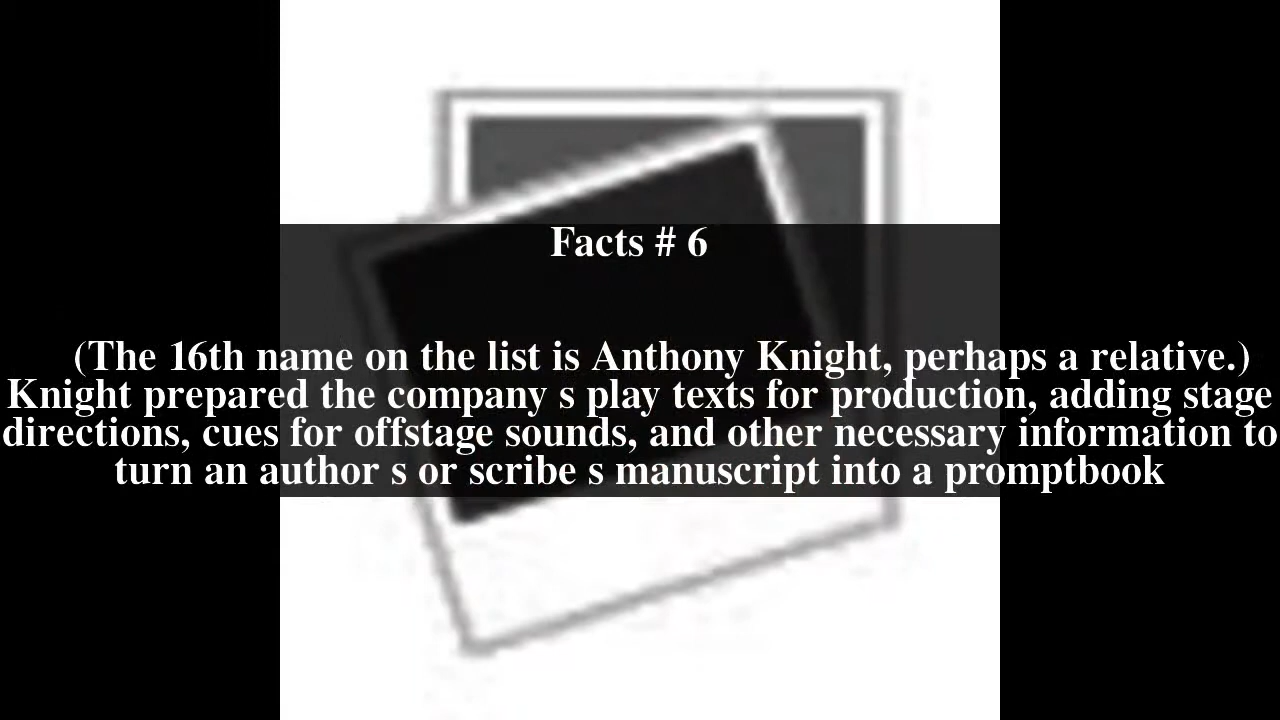 Facts # 6
(The 16th name on the list is Anthony Knight, perhaps a relative.)
Knight prepared the company s play texts for production, adding stage
directions, cues for offstage sounds, and other necessary information to
turn an author s or scribe s manuscript into a promptbook